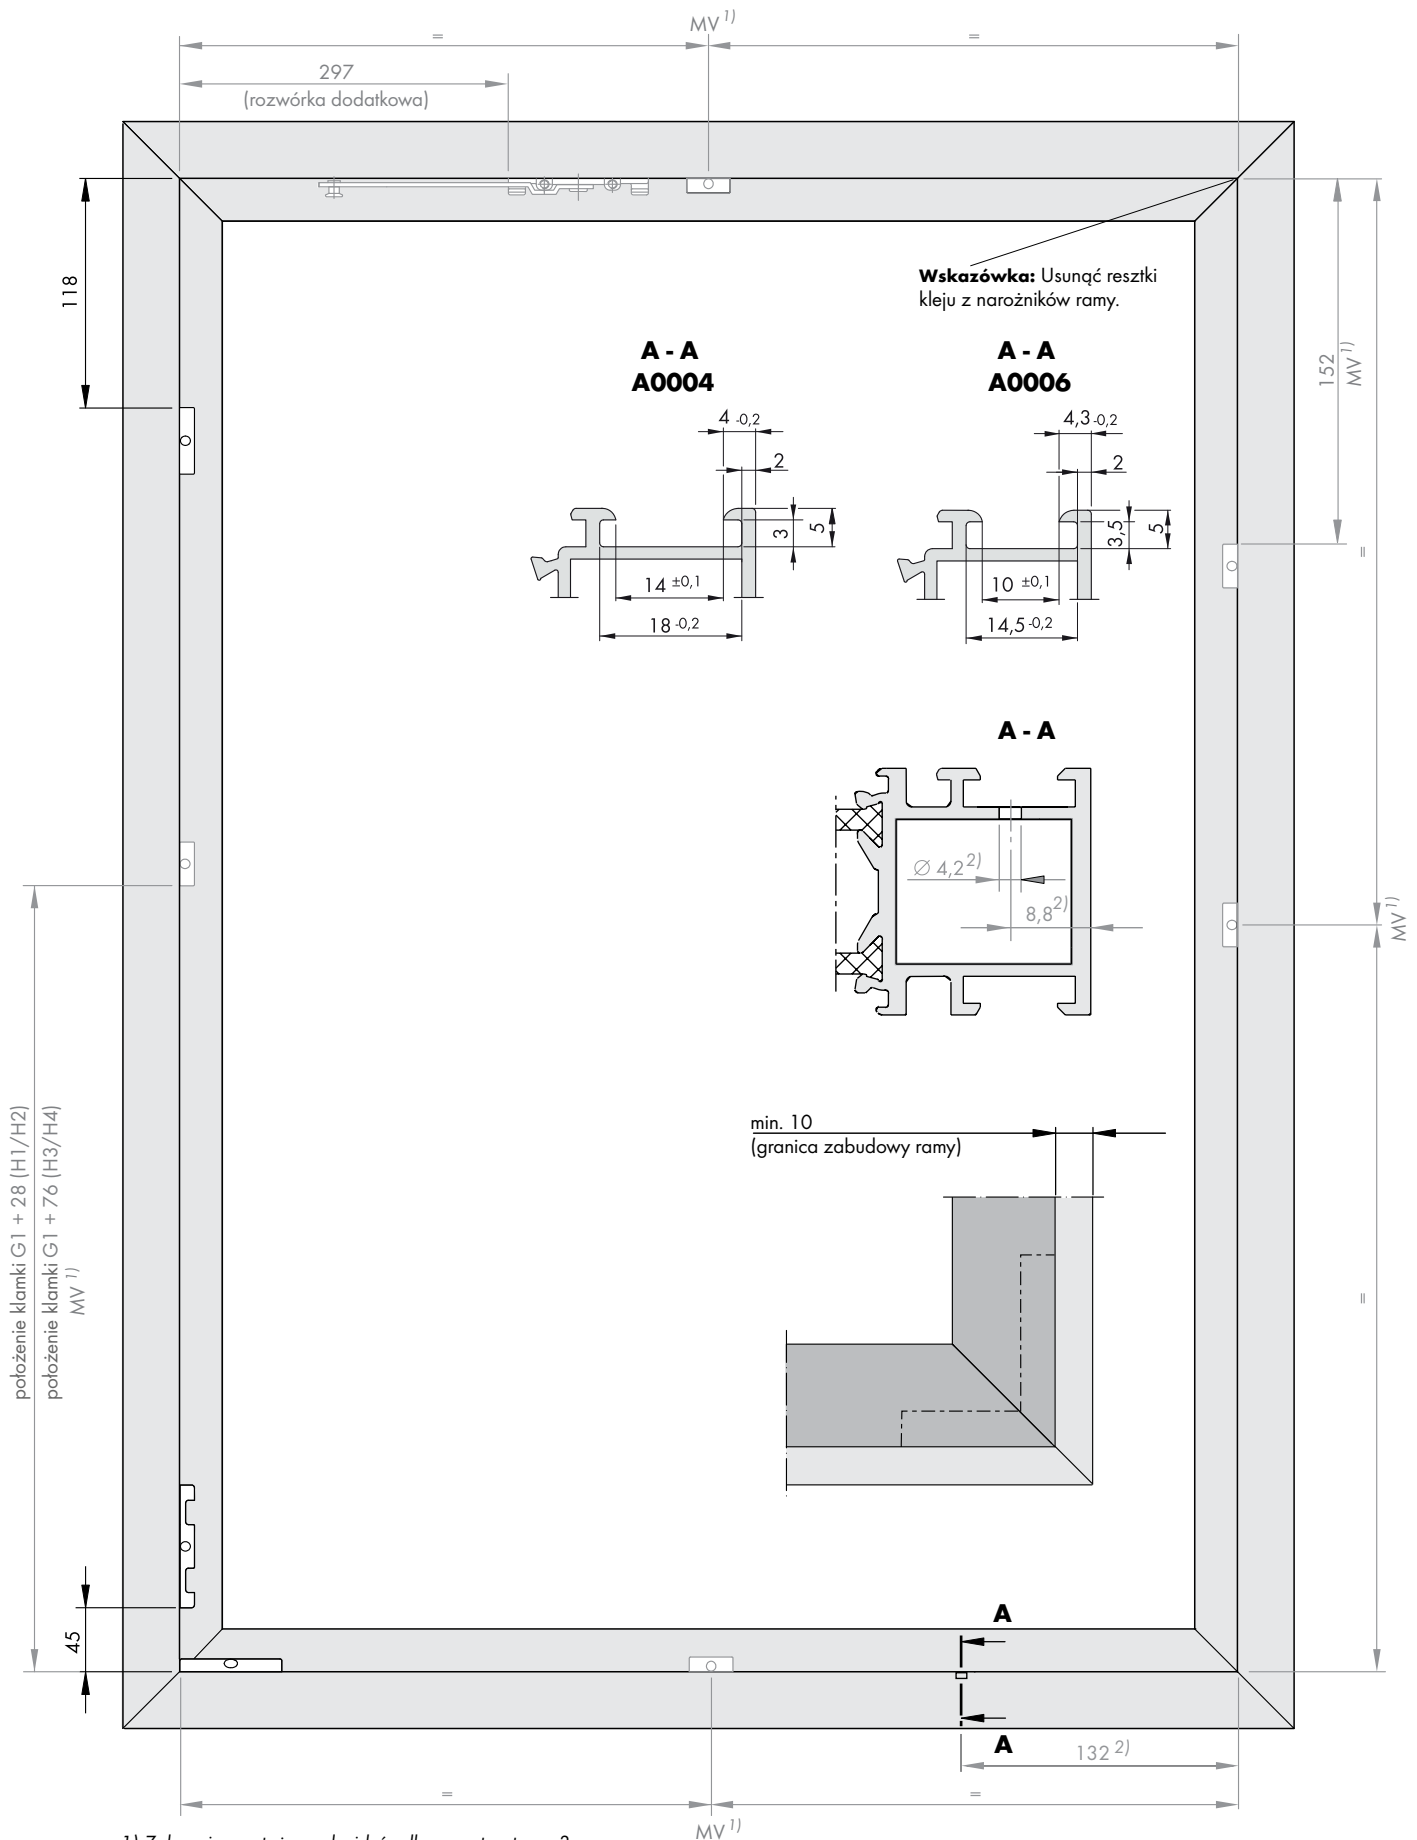 MV 1)
= =
297
(rozwórka dodatkowa)
118
Wskazówka: Usunąć resztki
kleju z narożników ramy.
152
MV 1)
A - A
A0004
4 -0,2
2
3
5
14 ±0,1
18 -0,2
A - A
A0006
4,3 -0,2
2
3,5
5
10 ±0,1
14,5 -0,2
=
A - A
Ø 4,2 2)
8,8 2)
MV 1)
min. 10
(granica zabudowy ramy)
położenie klamki G1 + 28 (H1/H2)
położenie klamki G1 + 76 (H3/H4)
MV 1)
=
45
A
A
132 2)
= =
MV 1)